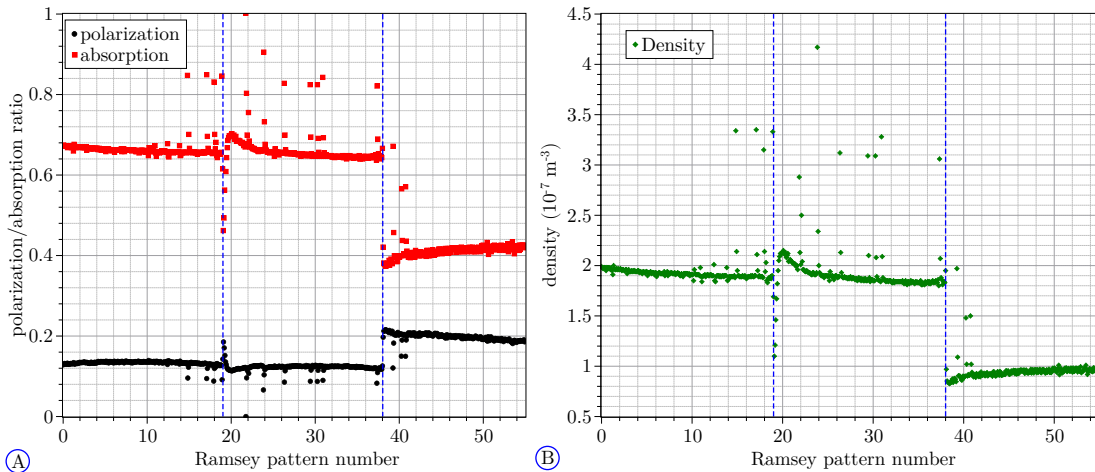 polarization
absorption
polarization/absorption ratio
1
0.8
0.6
0.4
0.2
0
0 10 20 30 40 50
Ramsey pattern number
A
Density
density (10⁻⁷ m⁻³)
4.5
4
3.5
3
2.5
2
1.5
1
0.5
0 10 20 30 40 50
Ramsey pattern number
B